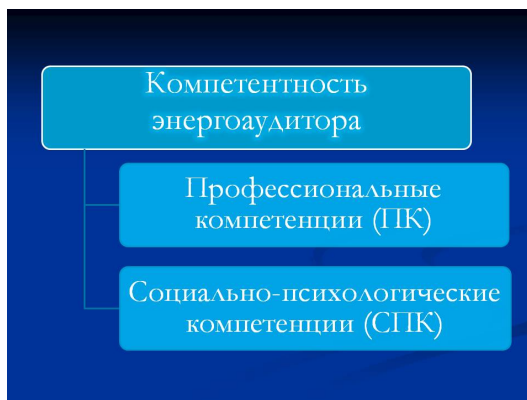 Компетентность
энергоаудитора
Профессиональные
компетенции (ПК)
Социально-психологические
компетенции (СПК)